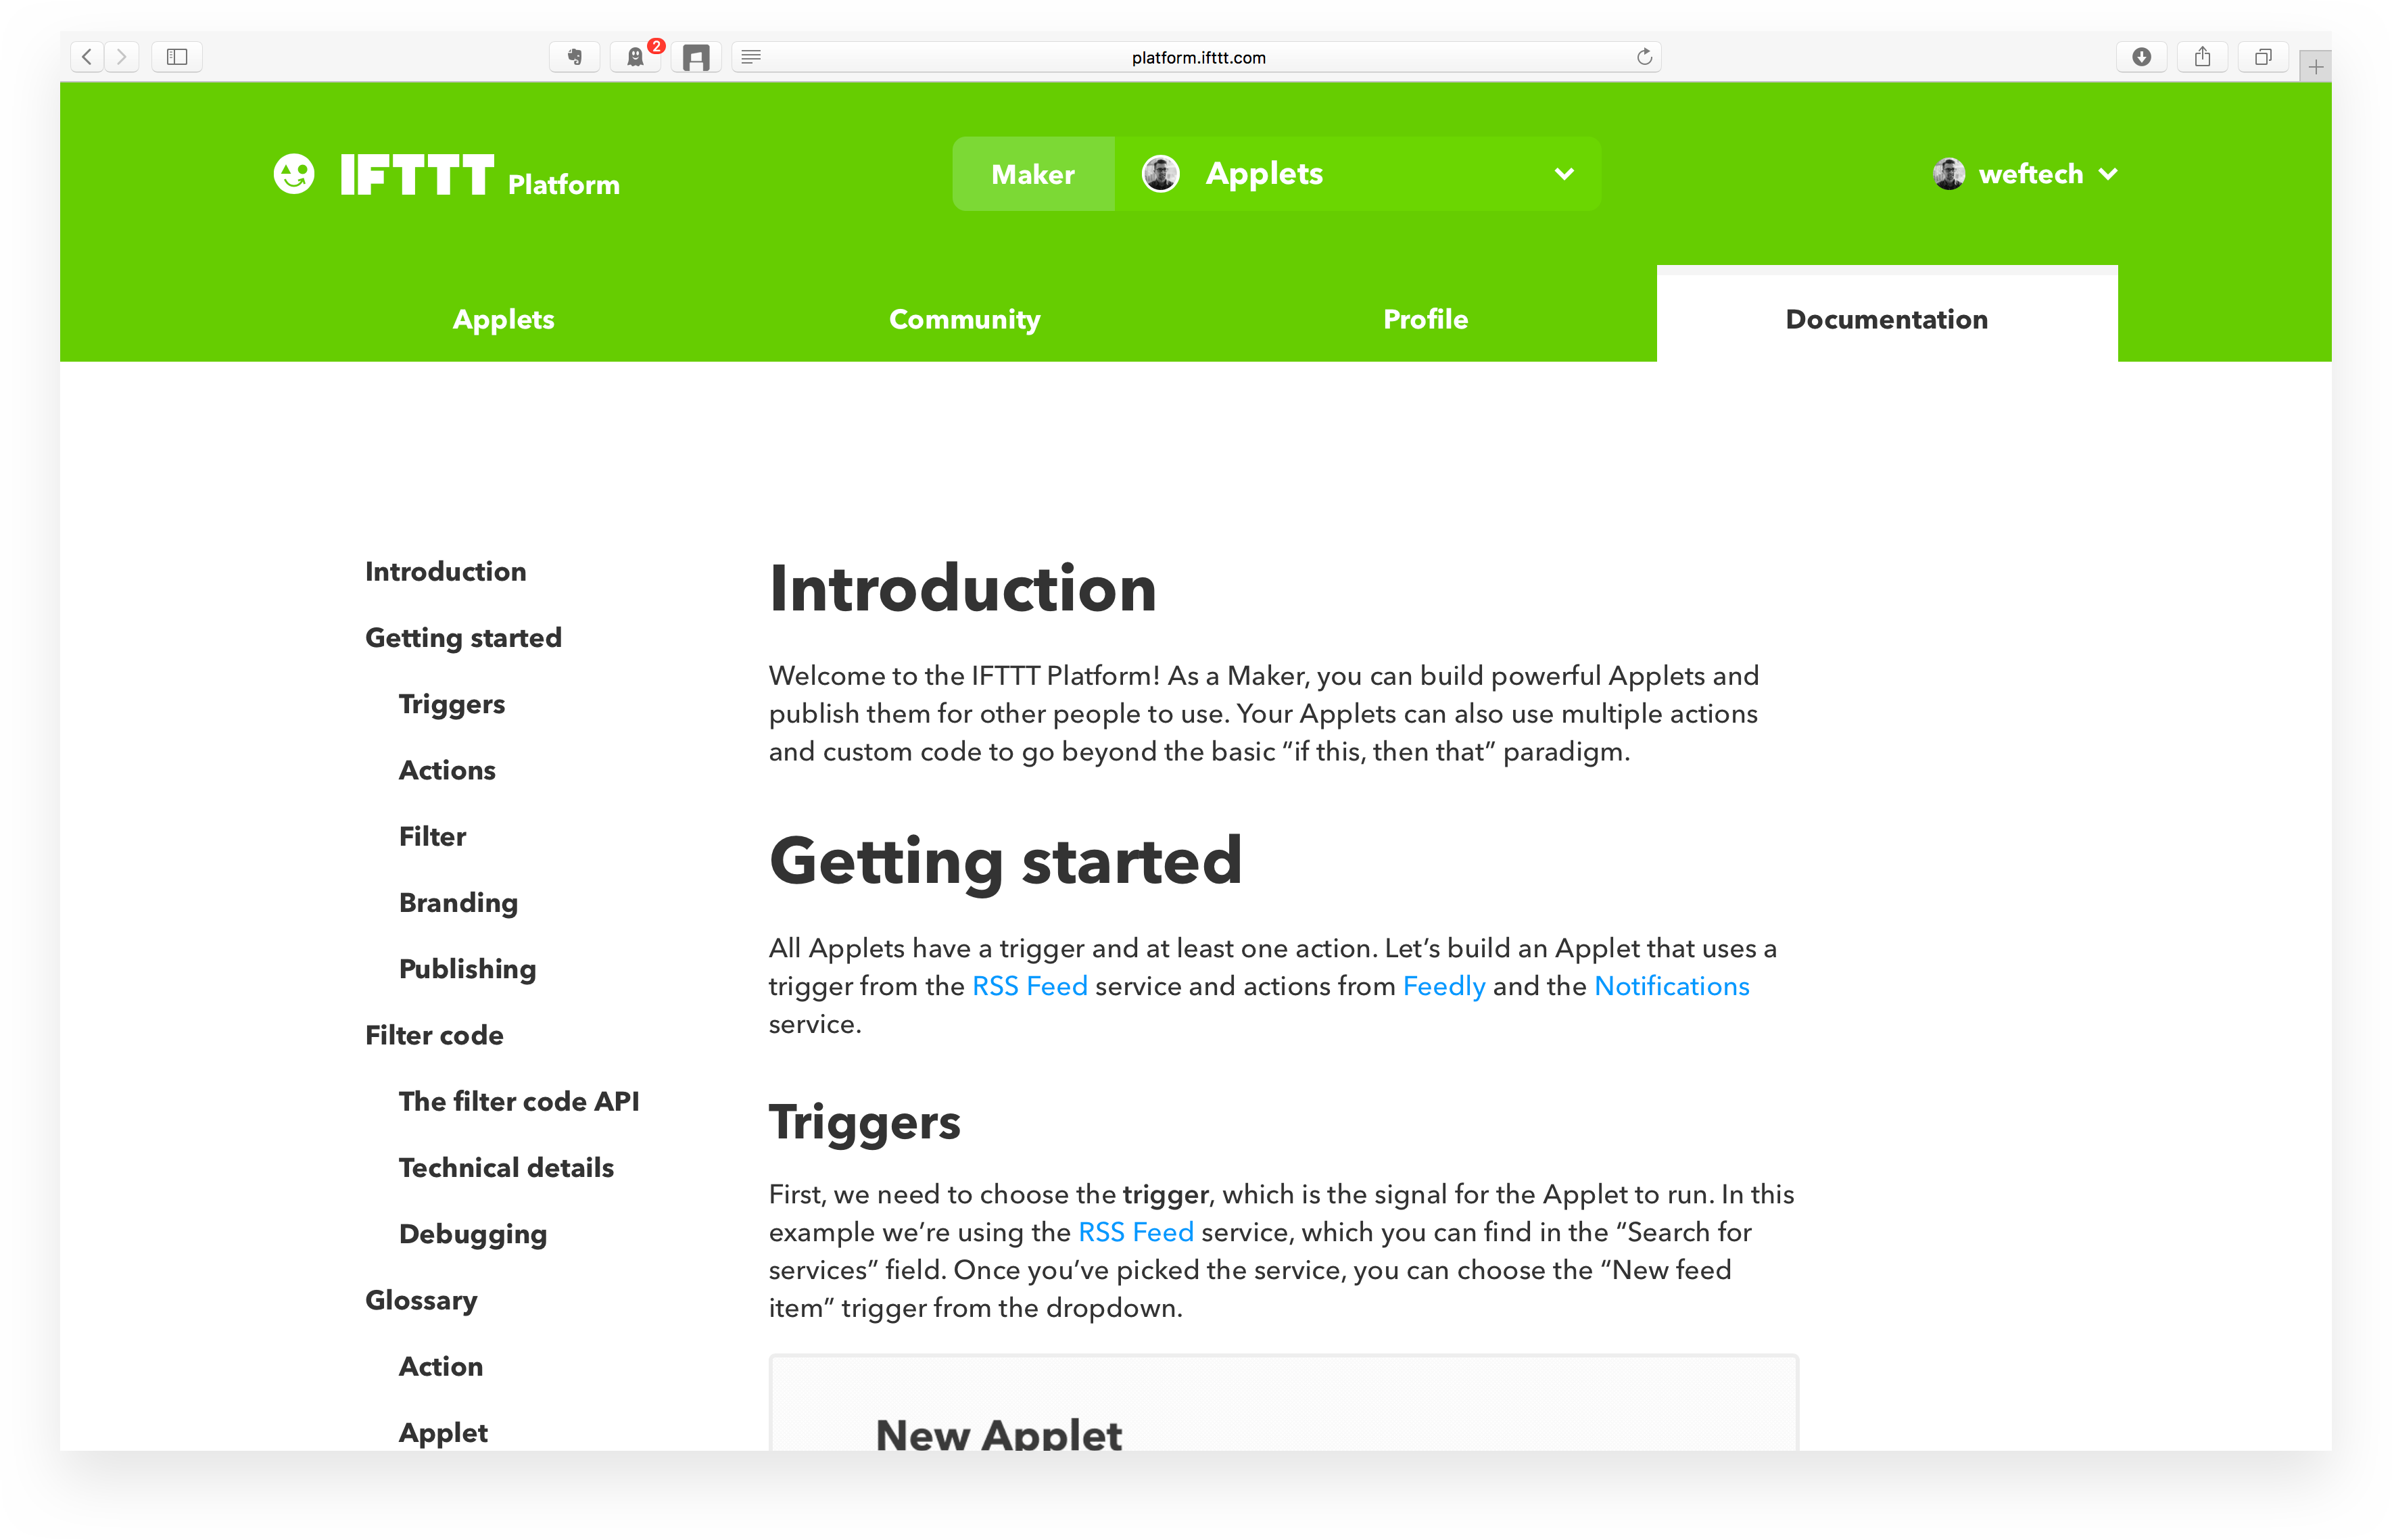 2
platform.ifttt.com
IFTTT Platform
Maker
Applets
weftech
Applets
Community
Profile
Documentation
Introduction
Getting started
Triggers
Actions
Filter
Branding
Publishing
Filter code
The filter code API
Technical details
Debugging
Glossary
Action
Applet
Introduction
Welcome to the IFTTT Platform! As a Maker, you can build powerful Applets and
publish them for other people to use. Your Applets can also use multiple actions
and custom code to go beyond the basic “if this, then that” paradigm.
Getting started
All Applets have a trigger and at least one action. Let’s build an Applet that uses a
trigger from the RSS Feed service and actions from Feedly and the Notifications
service.
Triggers
First, we need to choose the trigger, which is the signal for the Applet to run. In this
example we’re using the RSS Feed service, which you can find in the “Search for
services” field. Once you’ve picked the service, you can choose the “New feed
item” trigger from the dropdown.
New Applet